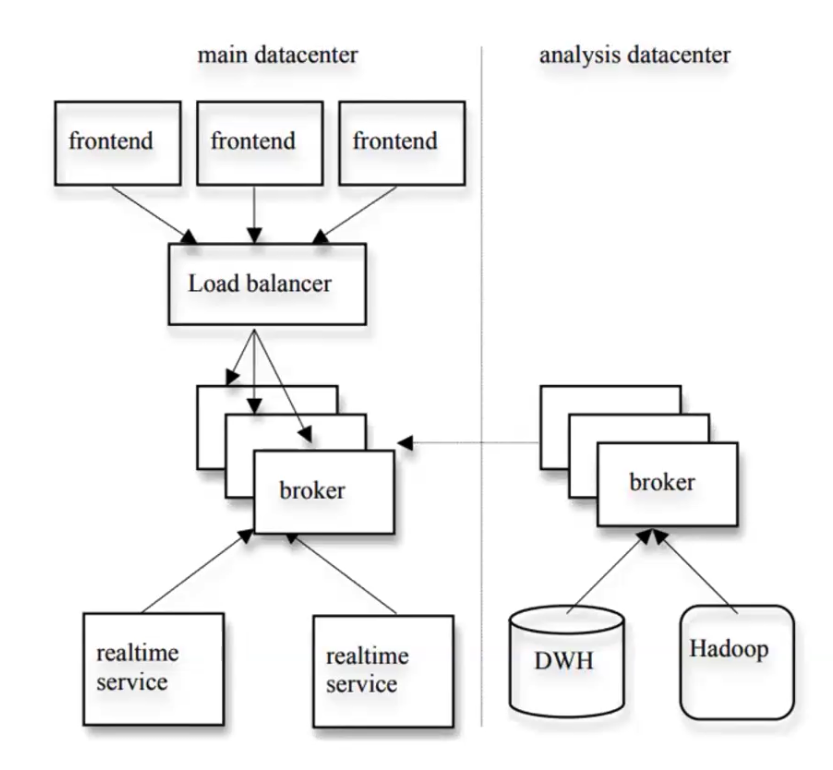 main datacenter
analysis datacenter
frontend
frontend
frontend
Load balancer
broker
broker
realtime
service
realtime
service
DWH
Hadoop